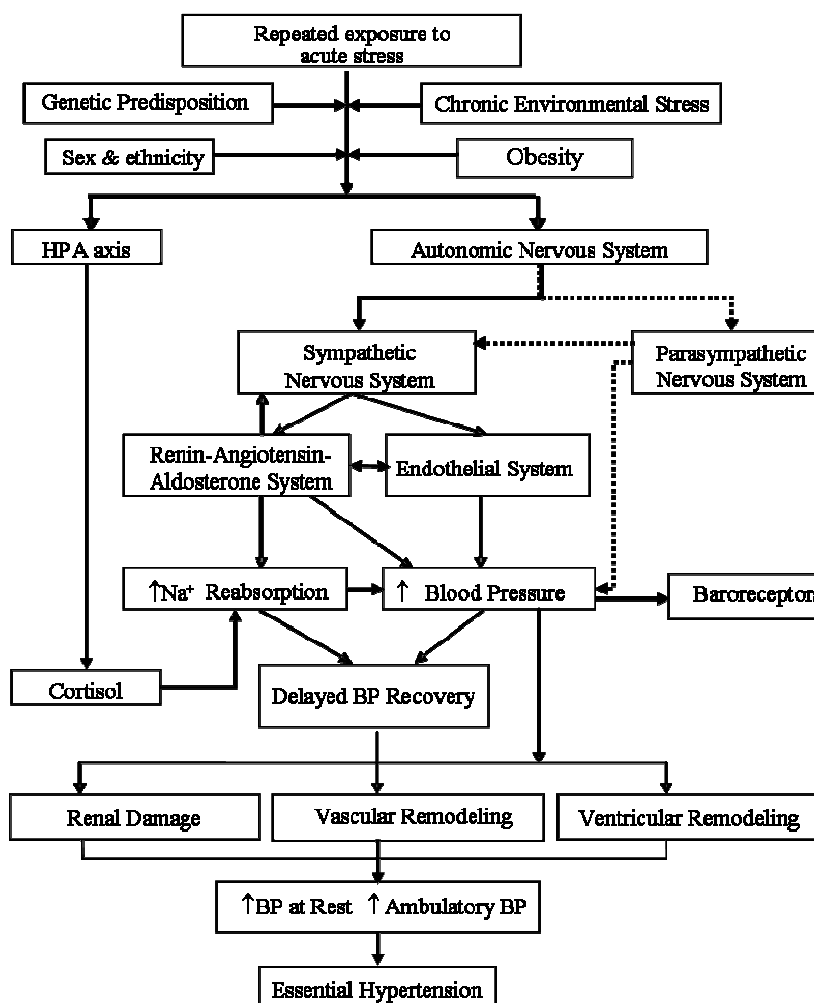 Repeated exposure to
acute stress
Genetic Predisposition
Chronic Environmental Stress
Sex & ethnicity
Obesity
HPA axis
Autonomic Nervous System
Sympathetic
Nervous System
Parasympathetic
Nervous System
Renin-Angiotensin-
Aldosterone System
Endothelial System
↑Na⁺ Reabsorption
↑ Blood Pressure
Baroreceptor
Cortisol
Delayed BP Recovery
Renal Damage
Vascular Remodeling
Ventricular Remodeling
↑BP at Rest ↑ Ambulatory BP
Essential Hypertension